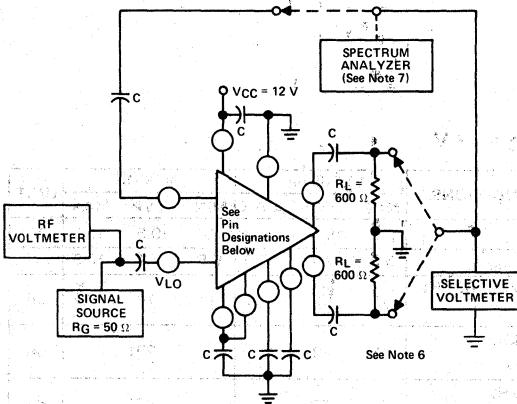 C
SPECTRUM
ANALYZER
(See Note 7)
VCC = 12 V
C
C
RF
VOLTMETER
C
VLO
SIGNAL
SOURCE
RG = 50 Ω
See
Pin
Designations
Below
RL =
600 Ω
RL =
600 Ω
C
SELECTIVE
VOLTMETER
C
C
C
See Note 6